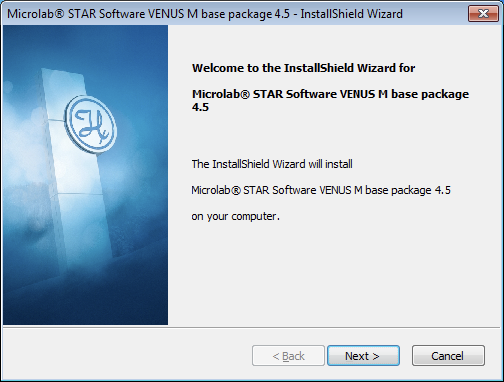 Microlab® STAR Software VENUS M base package 4.5 - InstallShield Wizard
Welcome to the InstallShield Wizard for
Microlab® STAR Software VENUS M base package
4.5
The InstallShield Wizard will install
Microlab® STAR Software VENUS M base package 4.5
on your computer.
< Back
Next >
Cancel